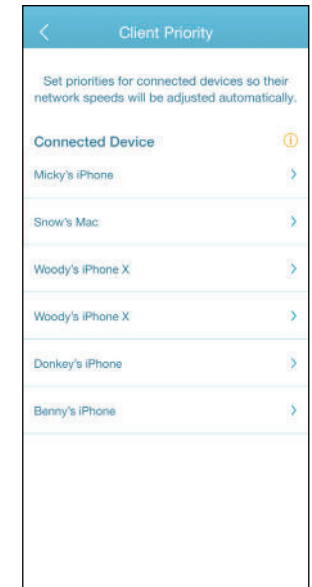 Client Priority
Set priorities for connected devices so their
network speeds will be adjusted automatically.
Connected Device
Micky's iPhone
Snow's Mac
Woody's iPhone X
Woody's iPhone X
Donkey's iPhone
Benny's iPhone